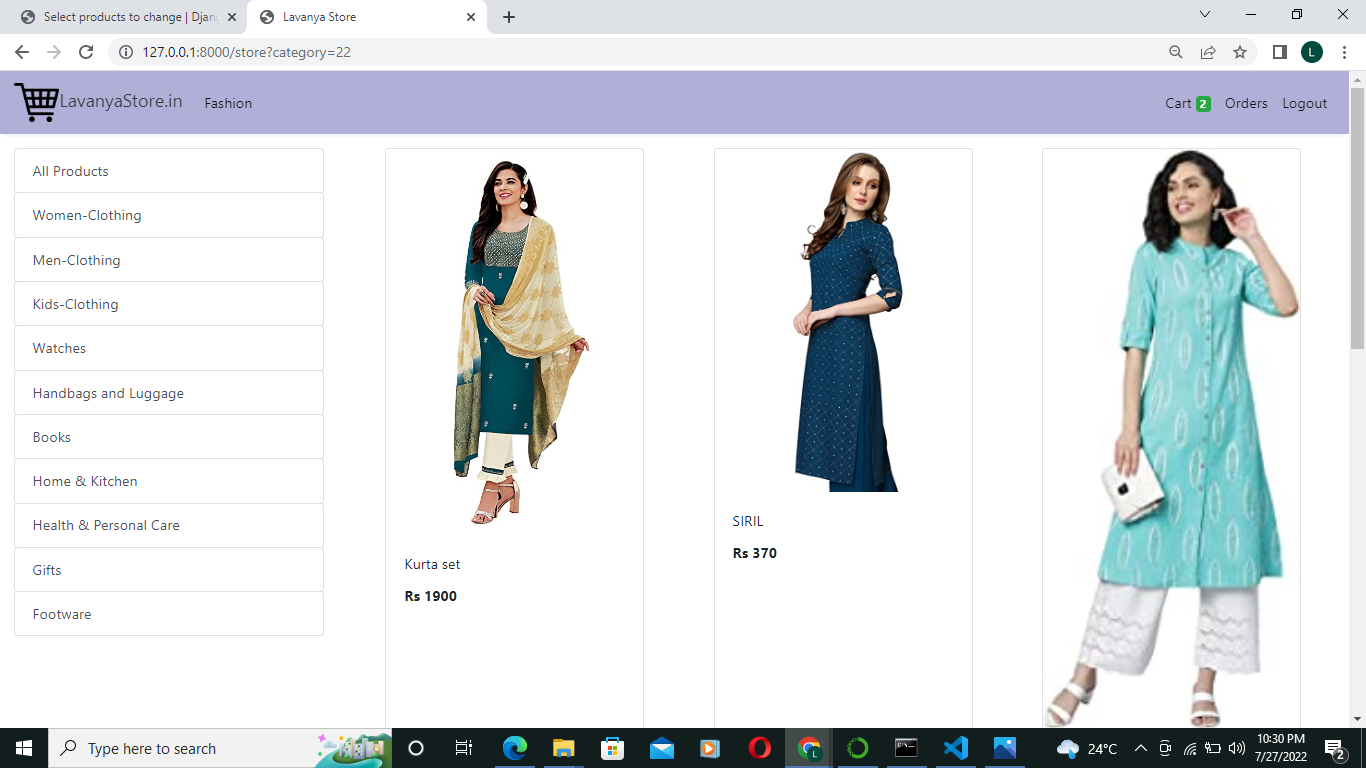 Select products to change | Djan
Lavanya Store
127.0.0.1:8000/store?category=22
L
LavanyaStore.in
Fashion
Cart 2
Orders
Logout
All Products
Women-Clothing
Men-Clothing
Kids-Clothing
Watches
Handbags and Luggage
Books
Home & Kitchen
Health & Personal Care
Gifts
Footware
Kurta set
Rs 1900
SIRIL
Rs 370
Type here to search
L
24°C
10:30 PM
7/27/2022
2